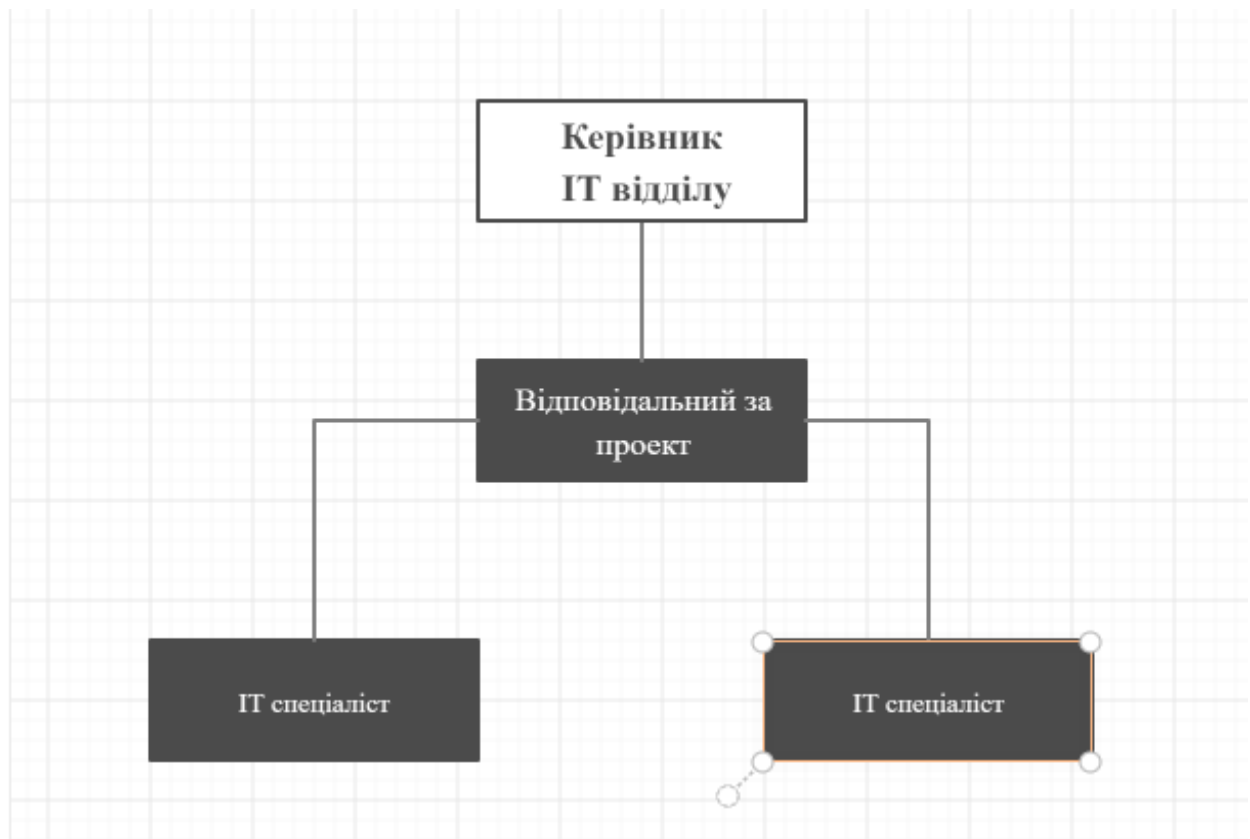 Керівник
ІТ відділу
Відповідальний за
проект
ІТ спеціаліст
ІТ спеціаліст